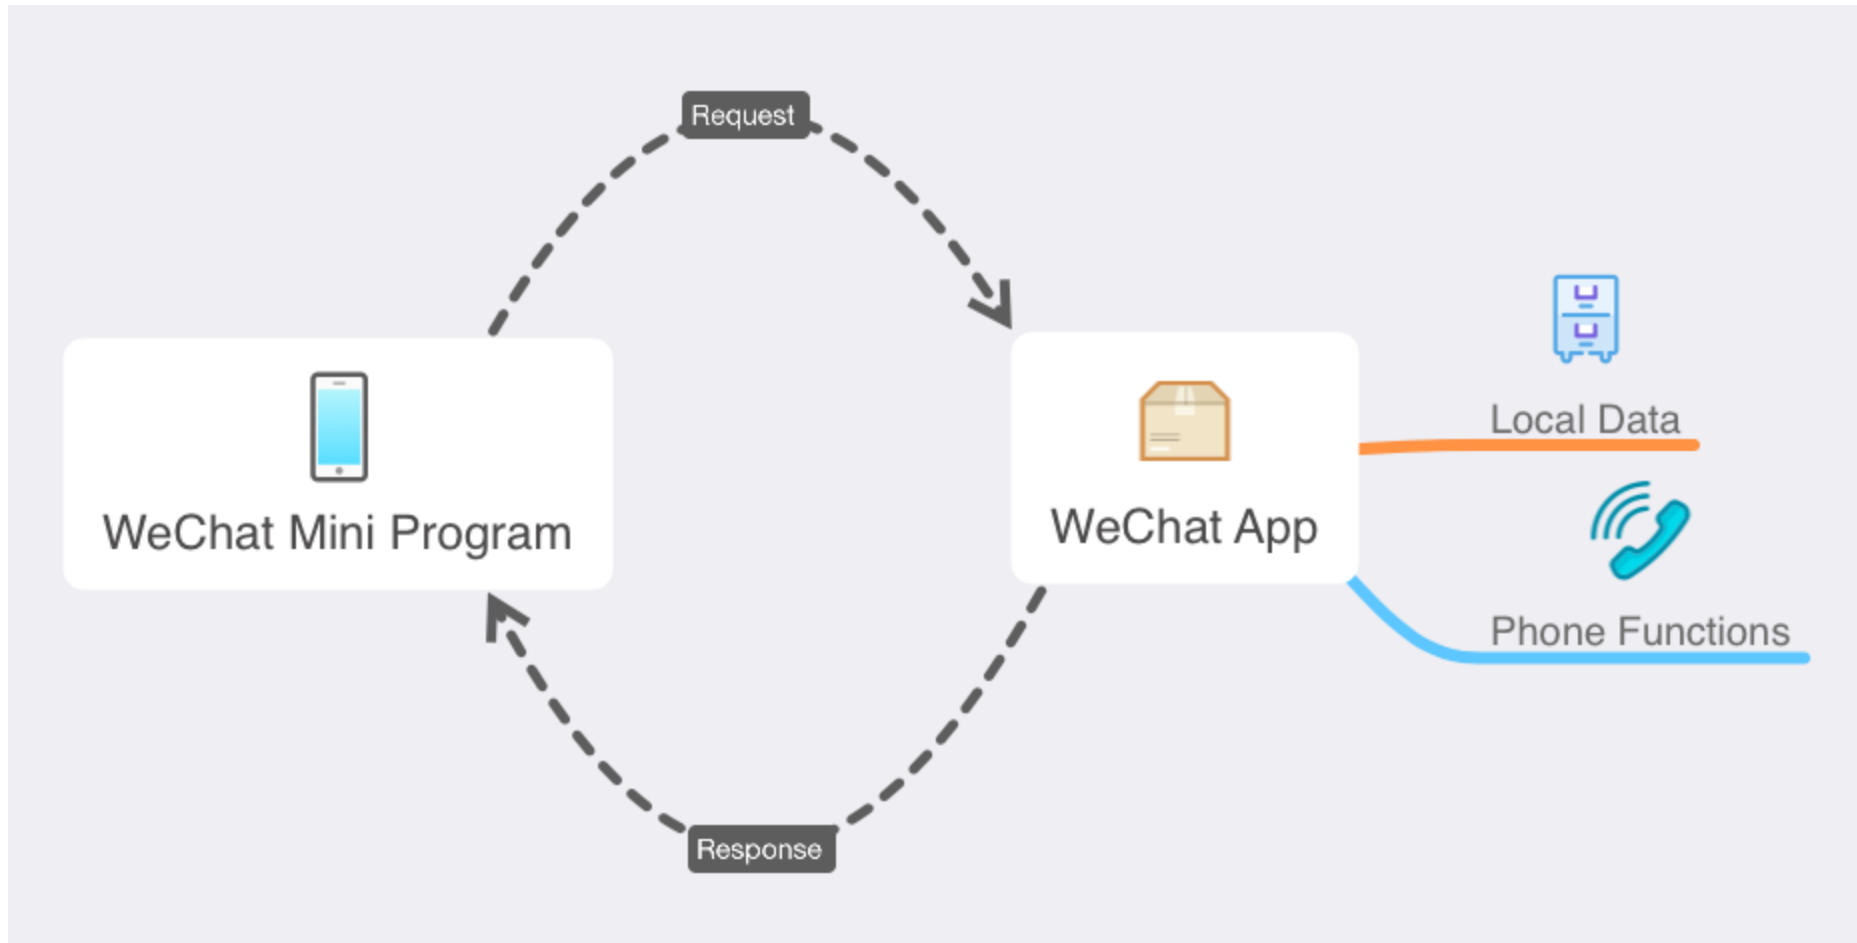 Request
WeChat Mini Program
WeChat App
Local Data
Phone Functions
Response